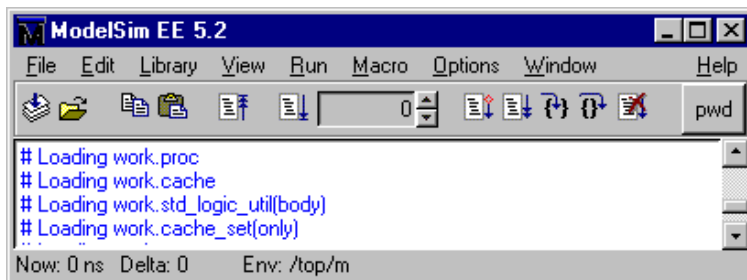 ModelSim EE 5.2
File Edit Library View Run Macro Options Window Help
0 pwd
# Loading work.proc
# Loading work.cache
# Loading work.std_logic_util(body)
# Loading work.cache_set(only)
Now: 0 ns Delta: 0 Env: /top/m